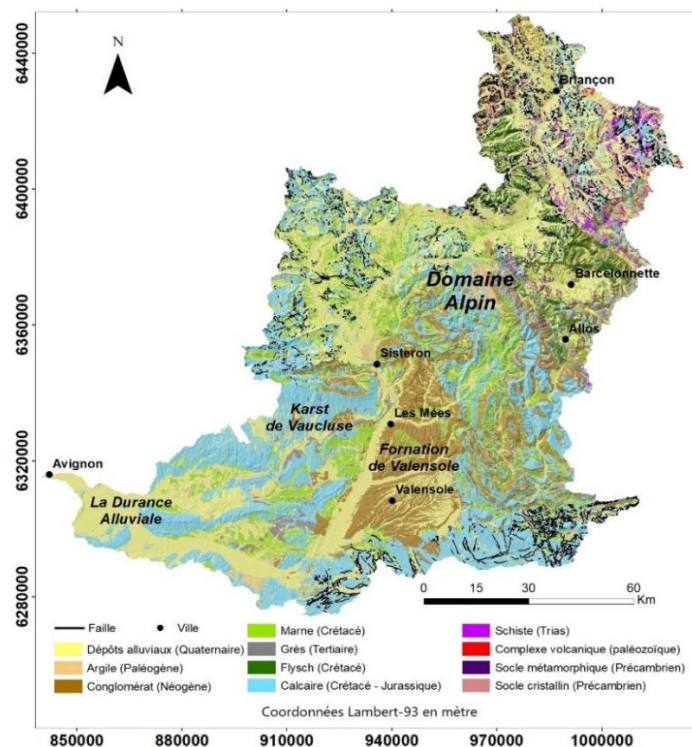 N
6440000
6400000
6360000
6320000
6280000
Briançon
Barcelonnette
Domaine
Alpin
Allos
Sisteron
Karst
de Vaucluse
Les Mées
Fornation
de Valensole
Avignon
Valensole
La Durance
Alluviale
0 15 30 60
Km
Faille
Ville
Dépôts alluviaux (Quaternaire)
Argile (Paléogène)
Conglomérat (Néogène)
Marne (Crétacé)
Grès (Tertiaire)
Flysch (Crétacé)
Calcaire (Crétacé - Jurassique)
Schiste (Trias)
Complexe volcanique (paléozoïque)
Socle métamorphique (Précambrien)
Socle cristallin (Précambrien)
Coordonnées Lambert-93 en mètre
850000 880000 910000 940000 970000 1000000